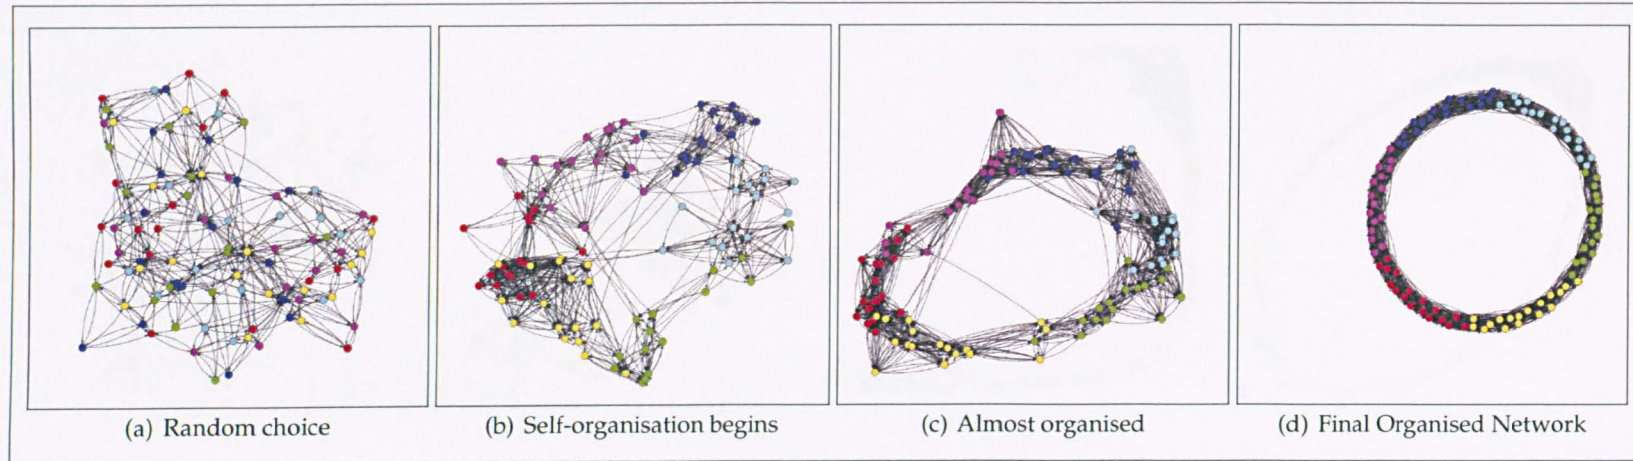 (a) Random choice
(b) Self-organisation begins
(c) Almost organised
(d) Final Organised Network